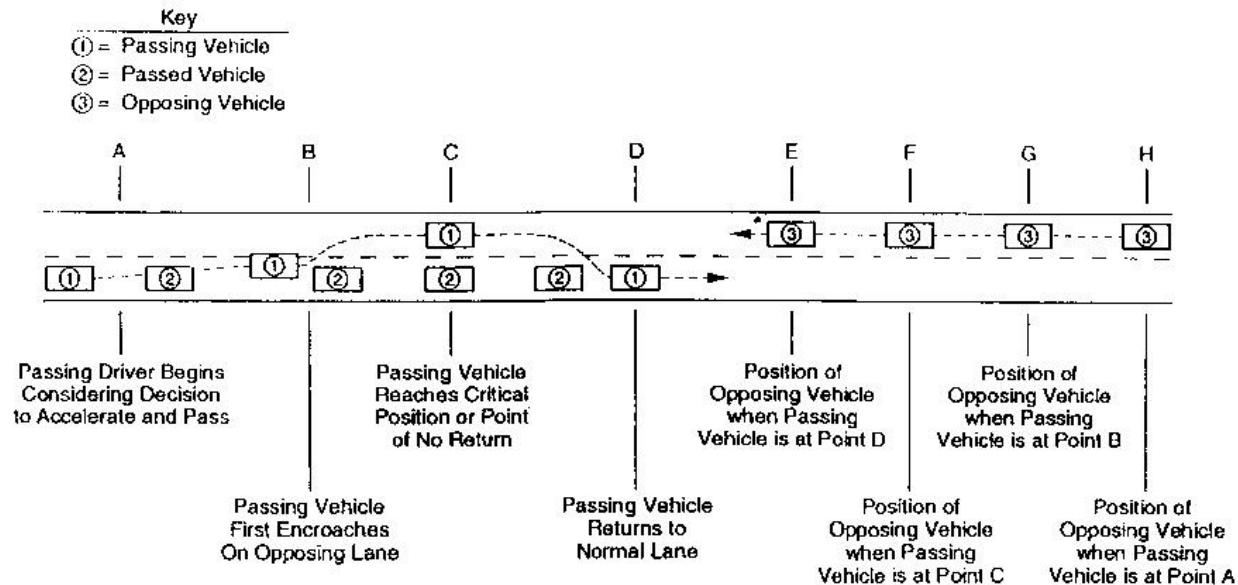 Key
① = Passing Vehicle
② = Passed Vehicle
③ = Opposing Vehicle
A B C D E F G H
① ③ ③ ③ ③
① ② ① ② ② ② ①
Passing Driver Begins
Considering Decision
to Accelerate and Pass
Passing Vehicle
Reaches Critical
Position or Point
of No Return
Position of
Opposing Vehicle
when Passing
Vehicle is at Point D
Position of
Opposing Vehicle
when Passing
Vehicle is at Point B
Passing Vehicle
First Encroaches
On Opposing Lane
Passing Vehicle
Returns to
Normal Lane
Position of
Opposing Vehicle
when Passing
Vehicle is at Point C
Position of
Opposing Vehicle
when Passing
Vehicle is at Point A